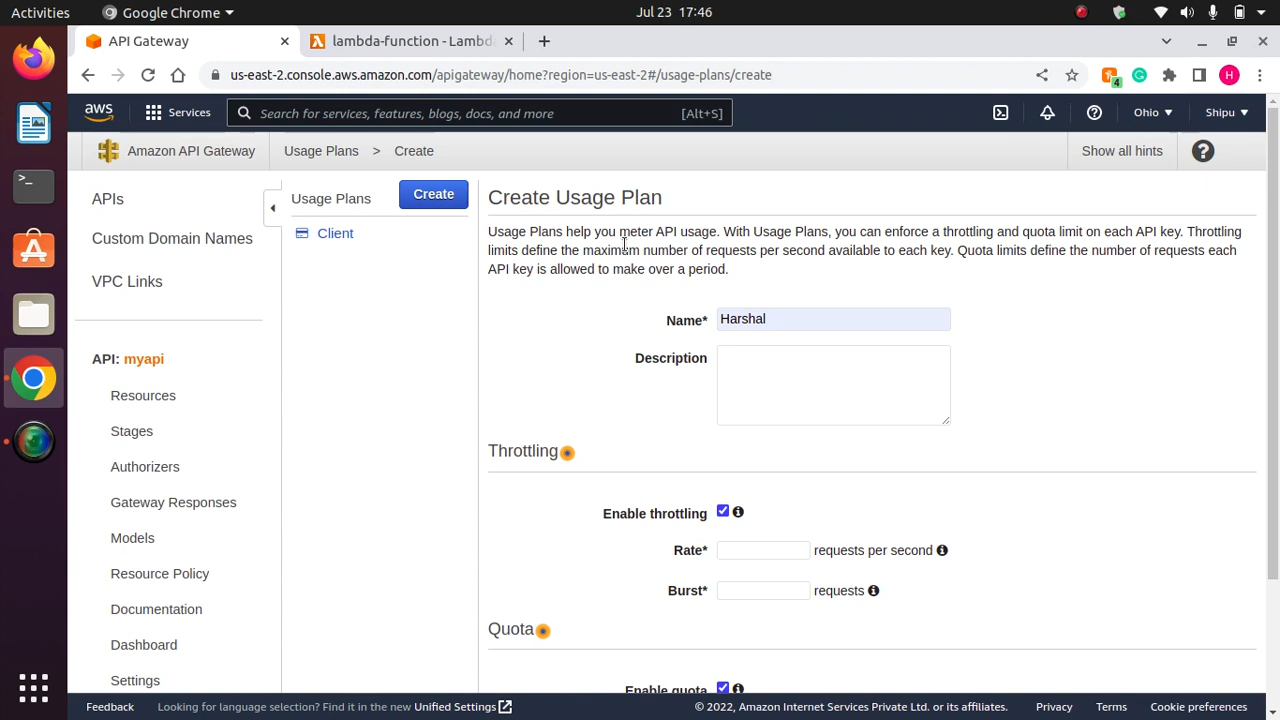 Activities Google Chrome Jul 23 17:46
API Gateway lambda-function - Lambd
us-east-2.console.aws.amazon.com/apigateway/home?region=us-east-2#/usage-plans/create
4 H
aws Services Search for services, features, blogs, docs, and more [Alt+S] Ohio Shipu
Amazon API Gateway Usage Plans > Create Show all hints
APIs
Custom Domain Names
VPC Links
API: myapi
Resources
Stages
Authorizers
Gateway Responses
Models
Resource Policy
Documentation
Dashboard
Settings
Usage Plans Create
Client
Create Usage Plan
Usage Plans help you meter API usage. With Usage Plans, you can enforce a throttling and quota limit on each API key. Throttling
limits define the maximum number of requests per second available to each key. Quota limits define the number of requests each
API key is allowed to make over a period.
Name* Harshal
Description
Throttling
Enable throttling
Rate* requests per second
Burst* requests
Quota
Enable quota
Feedback Looking for language selection? Find it in the new Unified Settings © 2022, Amazon Internet Services Private Ltd. or its affiliates. Privacy Terms Cookie preferences